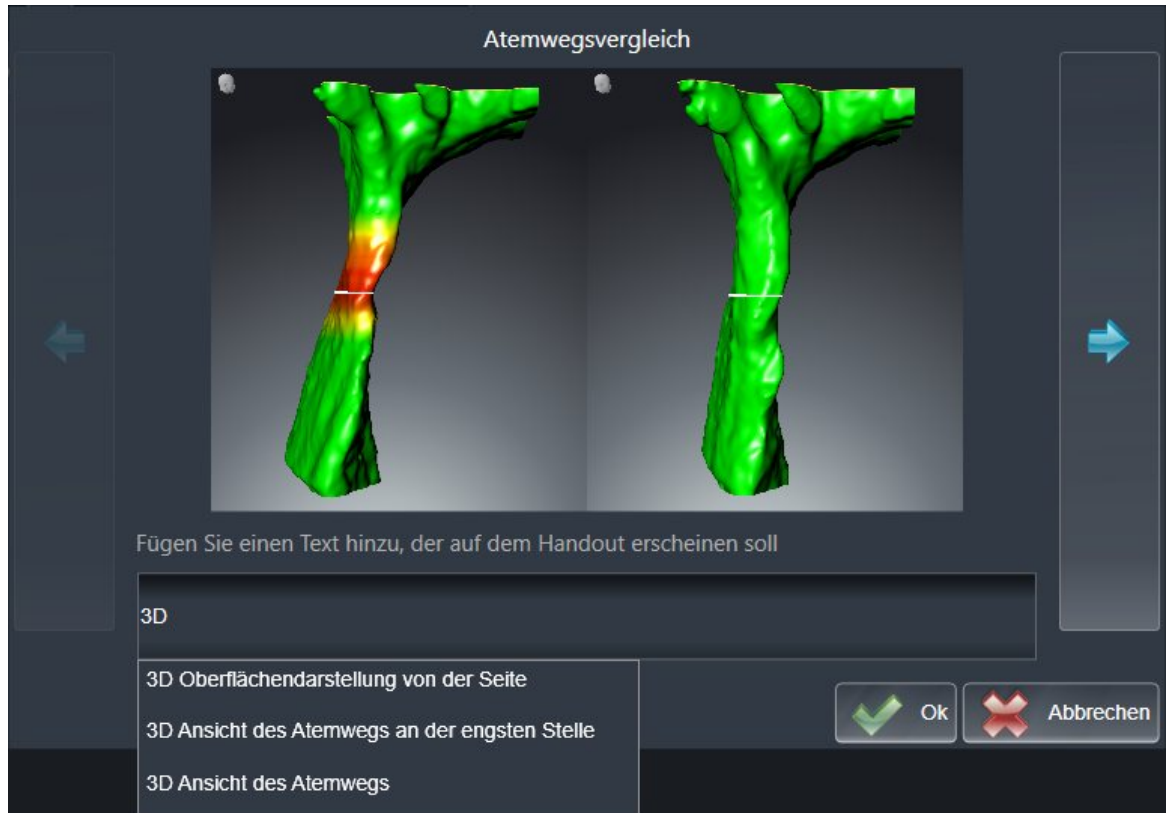 Atemwegsvergleich
Fügen Sie einen Text hinzu, der auf dem Handout erscheinen soll
3D
3D Oberflächendarstellung von der Seite
3D Ansicht des Atemwegs an der engsten Stelle
3D Ansicht des Atemwegs
Ok
Abbrechen